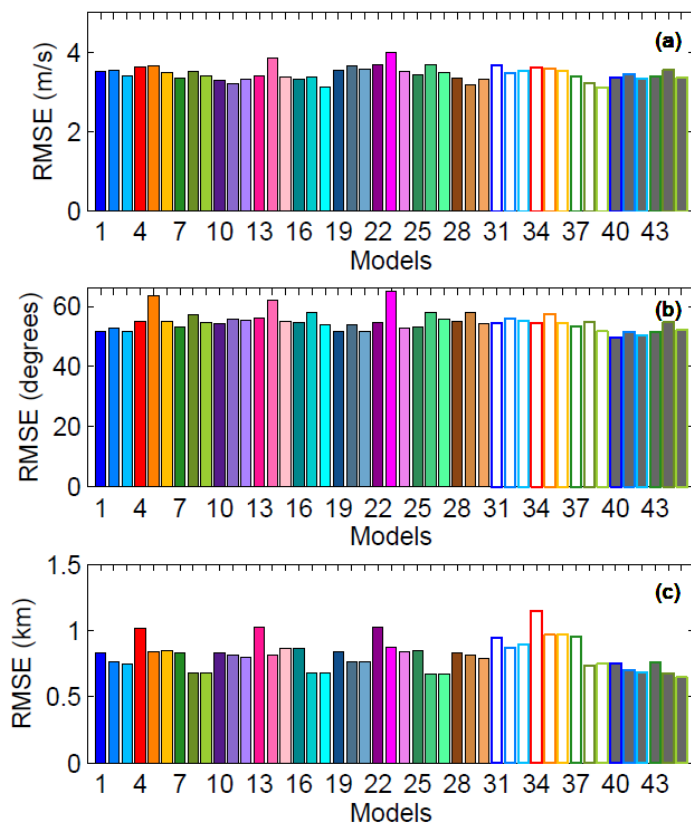 (a)
RMSE (m/s)
4
2
0
1 4 7 10 13 16 19 22 25 28 31 34 37 40 43
Models
(b)
RMSE (degrees)
60
40
20
0
1 4 7 10 13 16 19 22 25 28 31 34 37 40 43
Models
(c)
RMSE (km)
1.5
1
0.5
0
1 4 7 10 13 16 19 22 25 28 31 34 37 40 43
Models